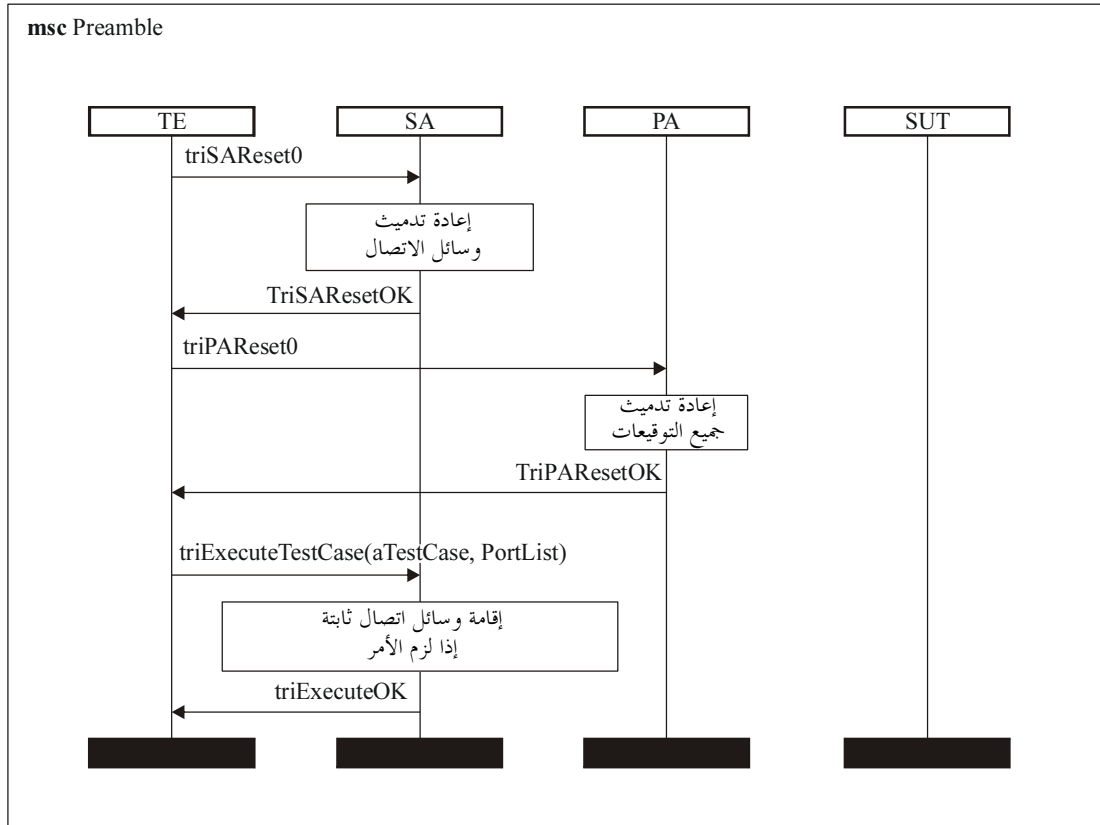 msc Preamble
TE
SA
PA
SUT
triSAReset0
إعادة تدميث
وسائل الاتصال
TriSAResetOK
triPAReset0
إعادة تدميث
جميع التوقيعات
TriPAResetOK
triExecuteTestCase(aTestCase, PortList)
إقامة وسائل اتصال ثابتة
إذا لزم الأمر
triExecuteOK